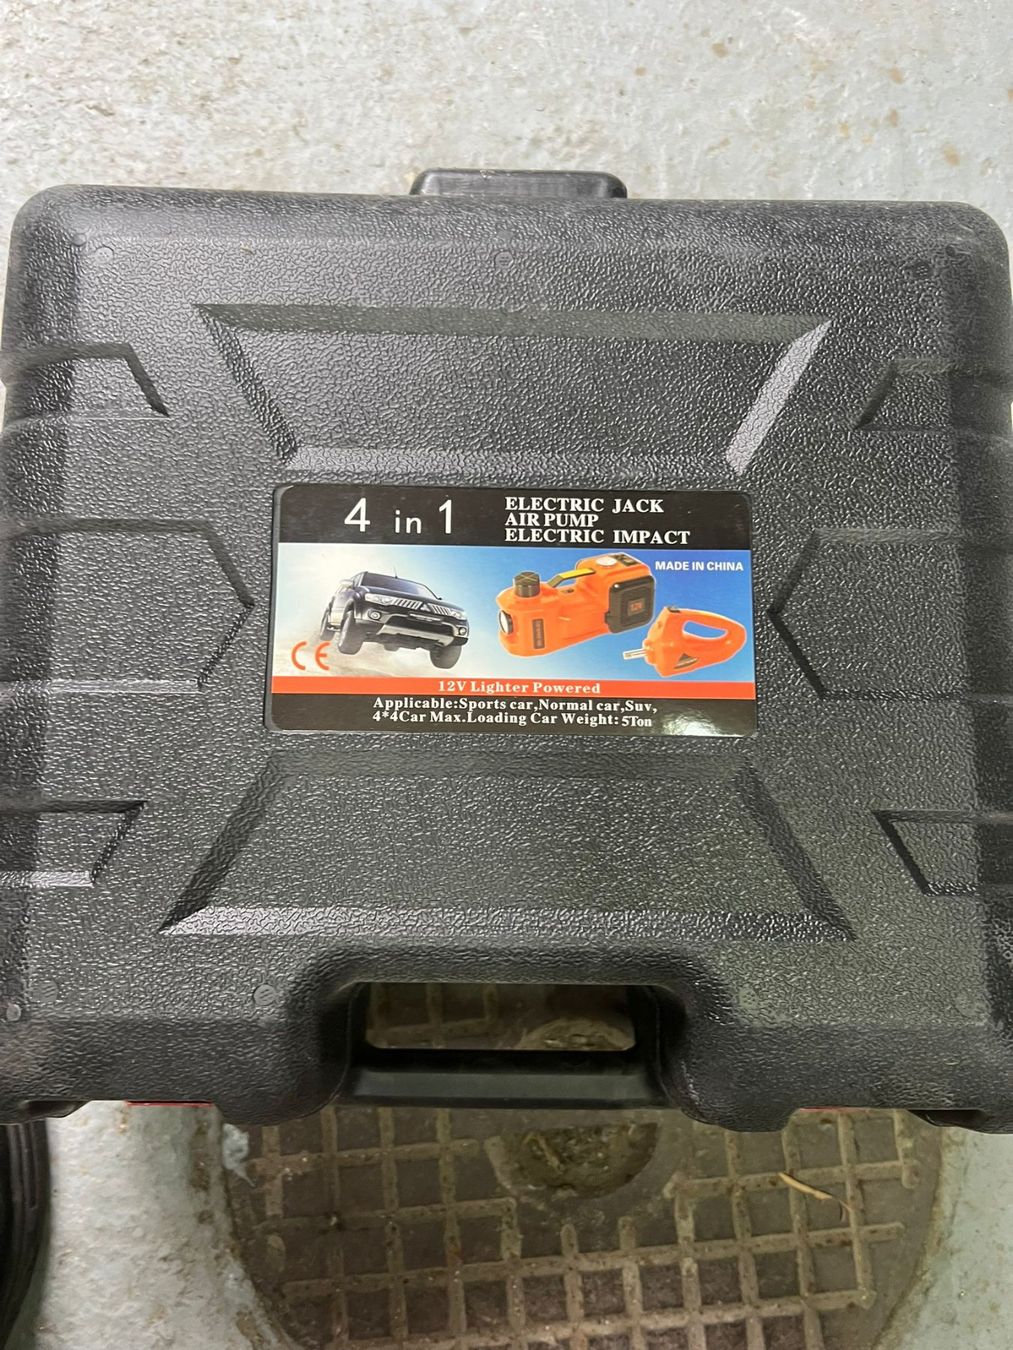 4 in 1
ELECTRIC JACK
AIR PUMP
ELECTRIC IMPACT
MADE IN CHINA
12V
CE
12V Lighter Powered
Applicable:Sports car,Normal car,Suv,
4*4Car Max.Loading Car Weight: 5Ton